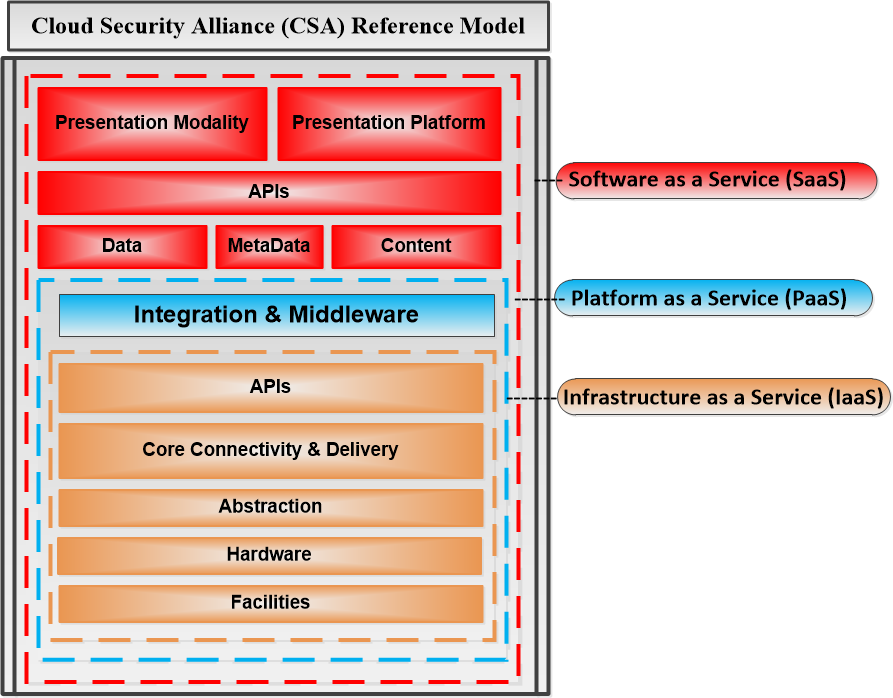 Cloud Security Alliance (CSA) Reference Model
Presentation Modality
Presentation Platform
APIs
Data
MetaData
Content
Integration & Middleware
APIs
Core Connectivity & Delivery
Abstraction
Hardware
Facilities
Software as a Service (SaaS)
Platform as a Service (PaaS)
Infrastructure as a Service (IaaS)